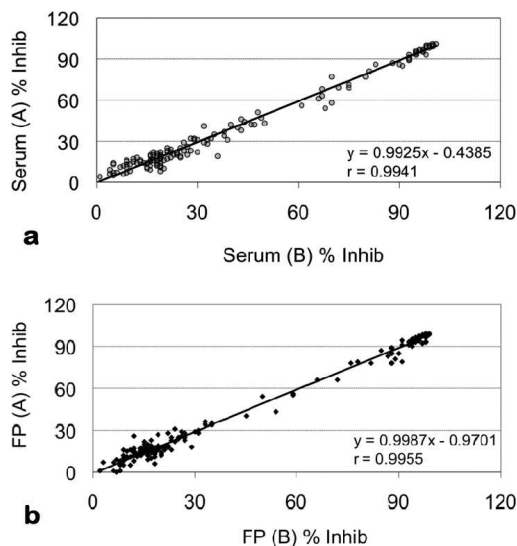 120
90
60
30
0
Serum (A) % Inhib
y = 0.9925x - 0.4385
r = 0.9941
0 30 60 90 120
a
Serum (B) % Inhib
120
90
60
30
0
FP (A) % Inhib
y = 0.9987x - 0.9701
r = 0.9955
0 30 60 90 120
b
FP (B) % Inhib